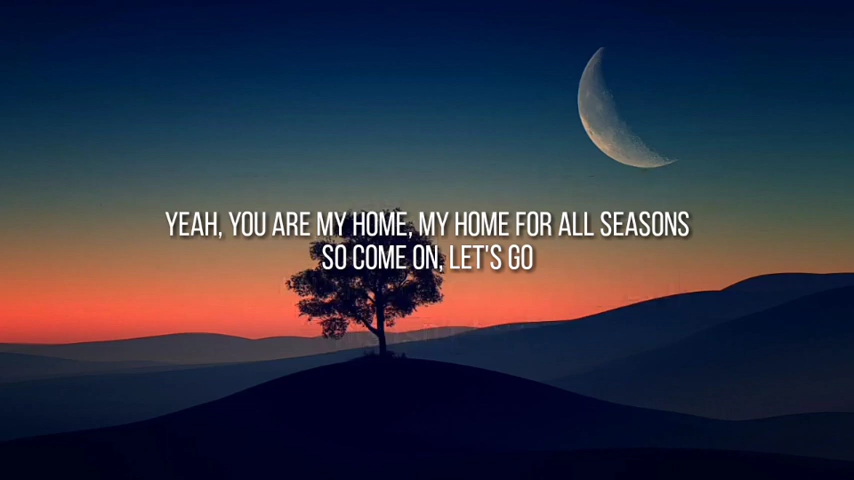 YEAH, YOU ARE MY HOME, MY HOME FOR ALL SEASONS
SO COME ON, LET'S GO